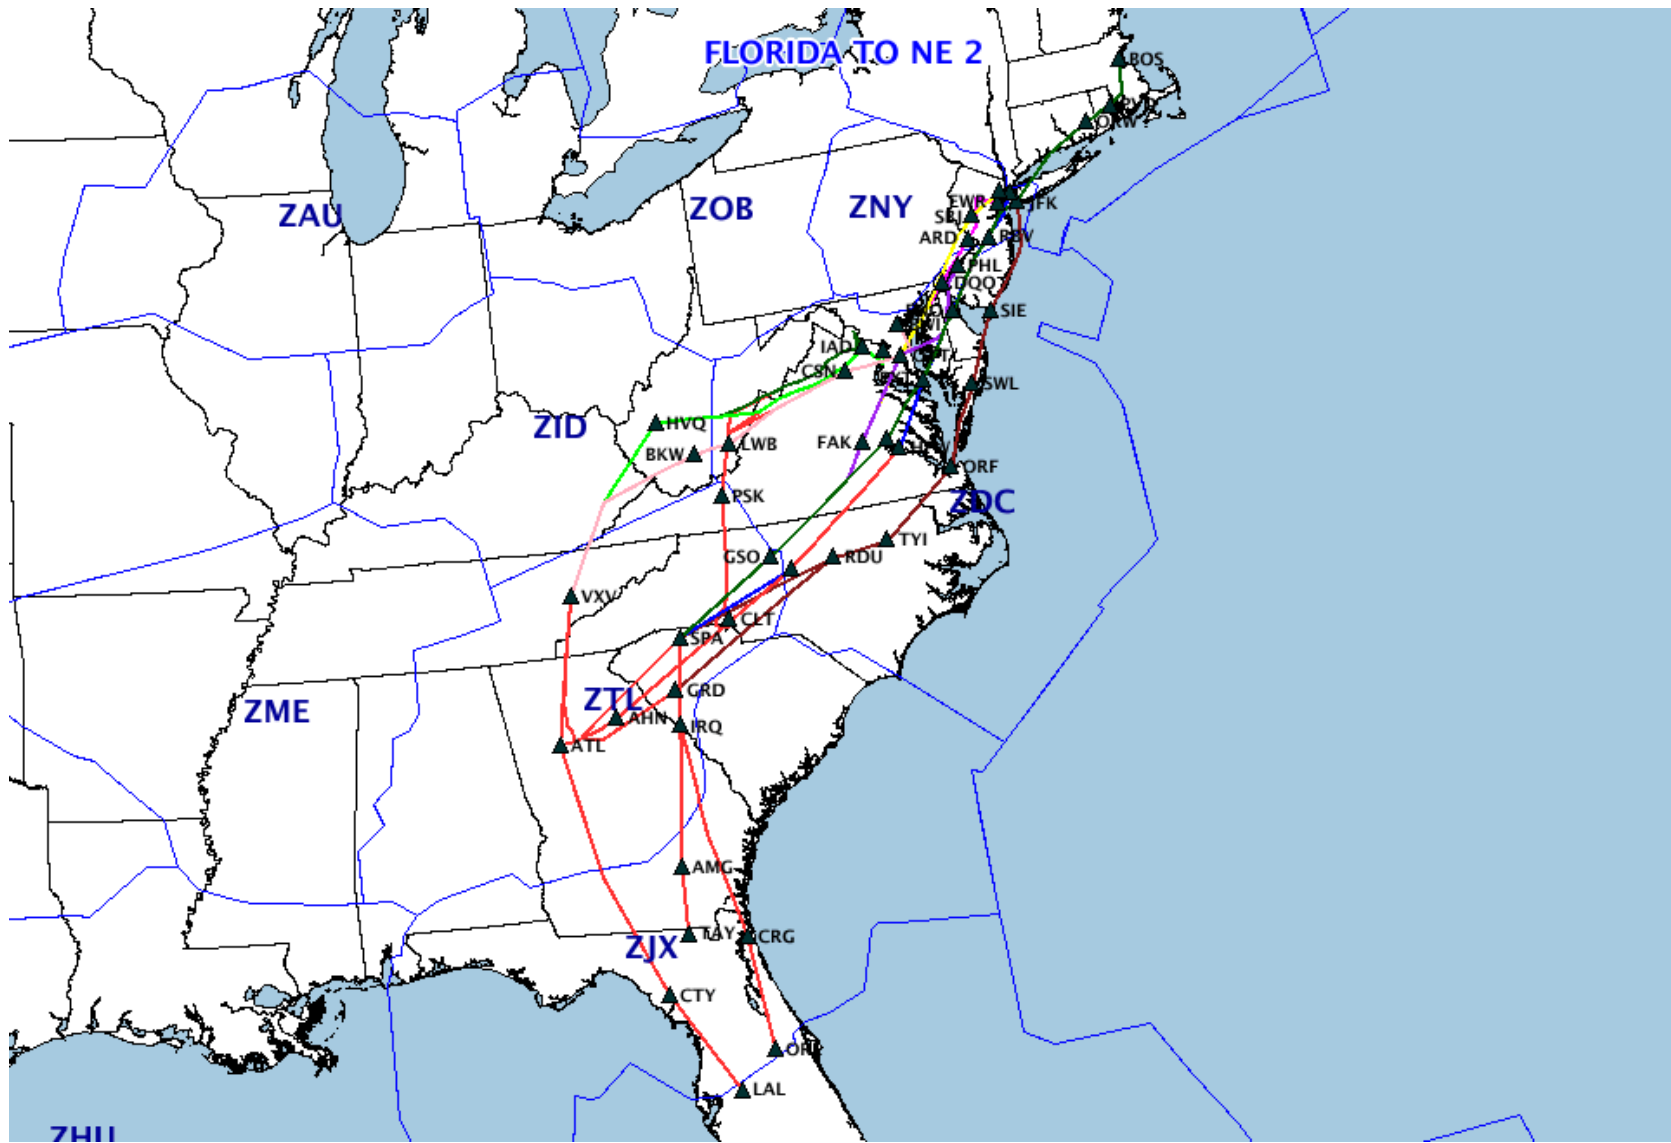 FLORIDA TO NE 2
BOS
ZAU
ZOB
ZNY
EWR
JFK
SBJ
ARD
RBV
PHL
DQO
SIE
IAD
CSN
SWL
ZID
HVQ
BKW
LWB
FAK
ORF
PSK
ZDC
GSO
RDU
TYI
VXV
CLT
SPA
ZME
ZTL
GRD
AHN
IRQ
ATL
AMG
ZJX
TAY
CRG
CTY
LAL
ZHU